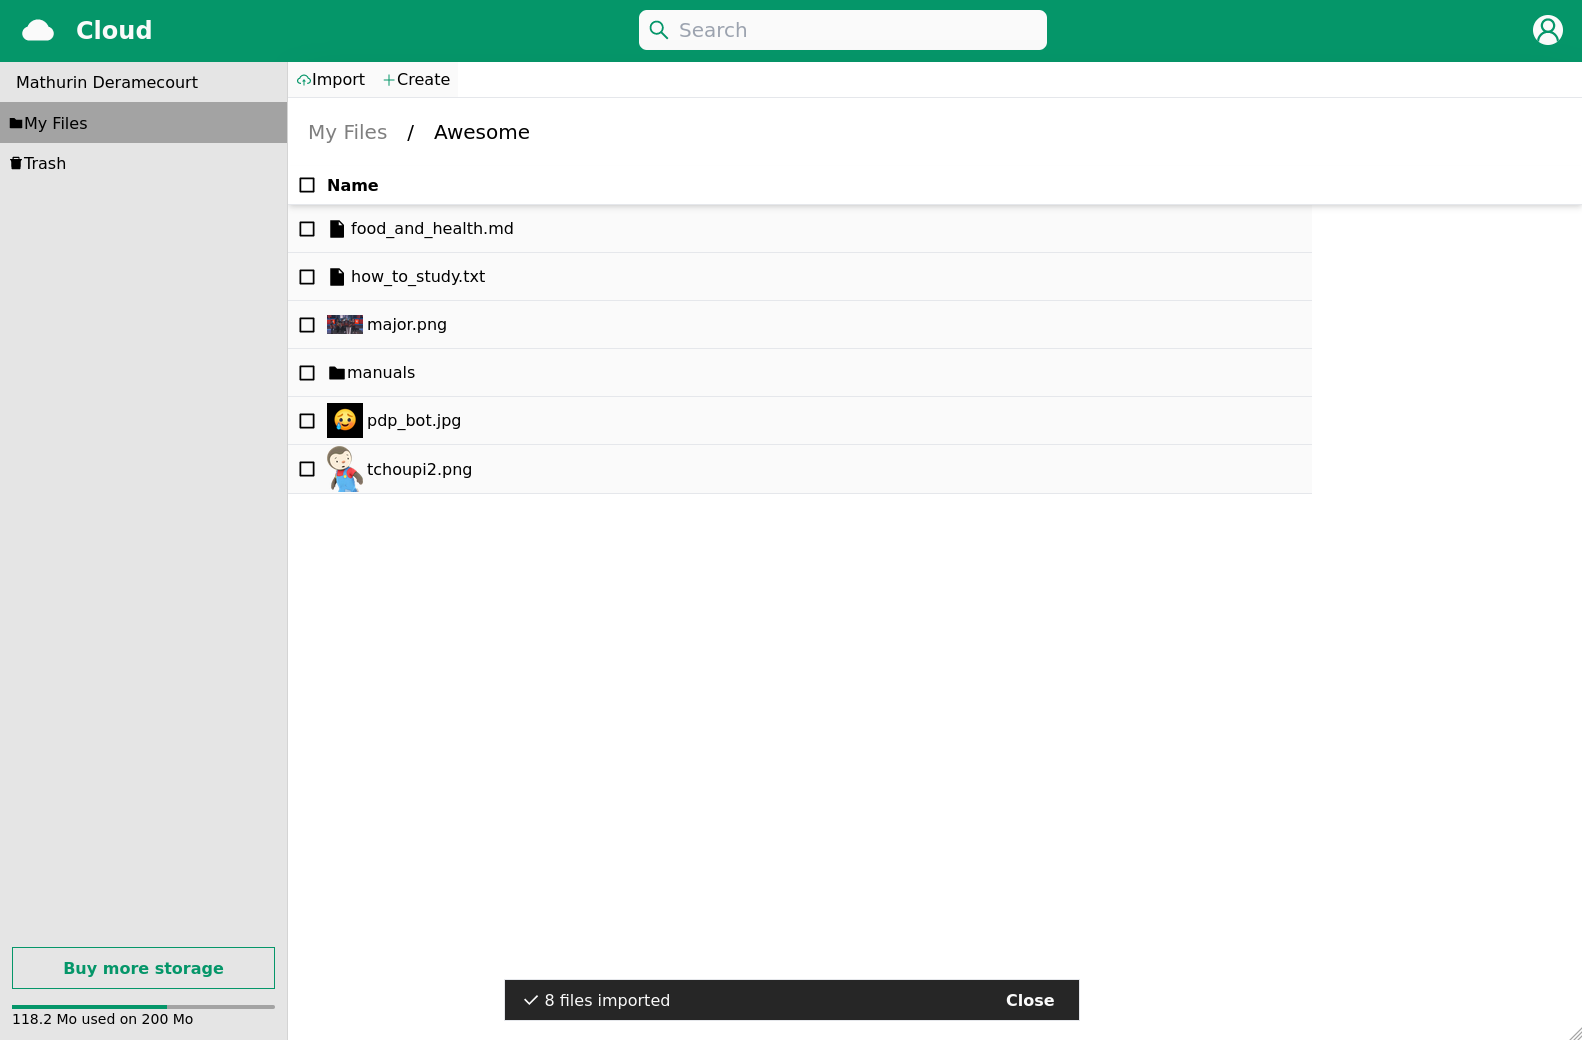 Cloud
Search
Mathurin Deramecourt
My Files
Trash
Import
Create
My Files / Awesome
Name
food_and_health.md
how_to_study.txt
major.png
manuals
pdp_bot.jpg
tchoupi2.png
Buy more storage
118.2 Mo used on 200 Mo
8 files imported
Close